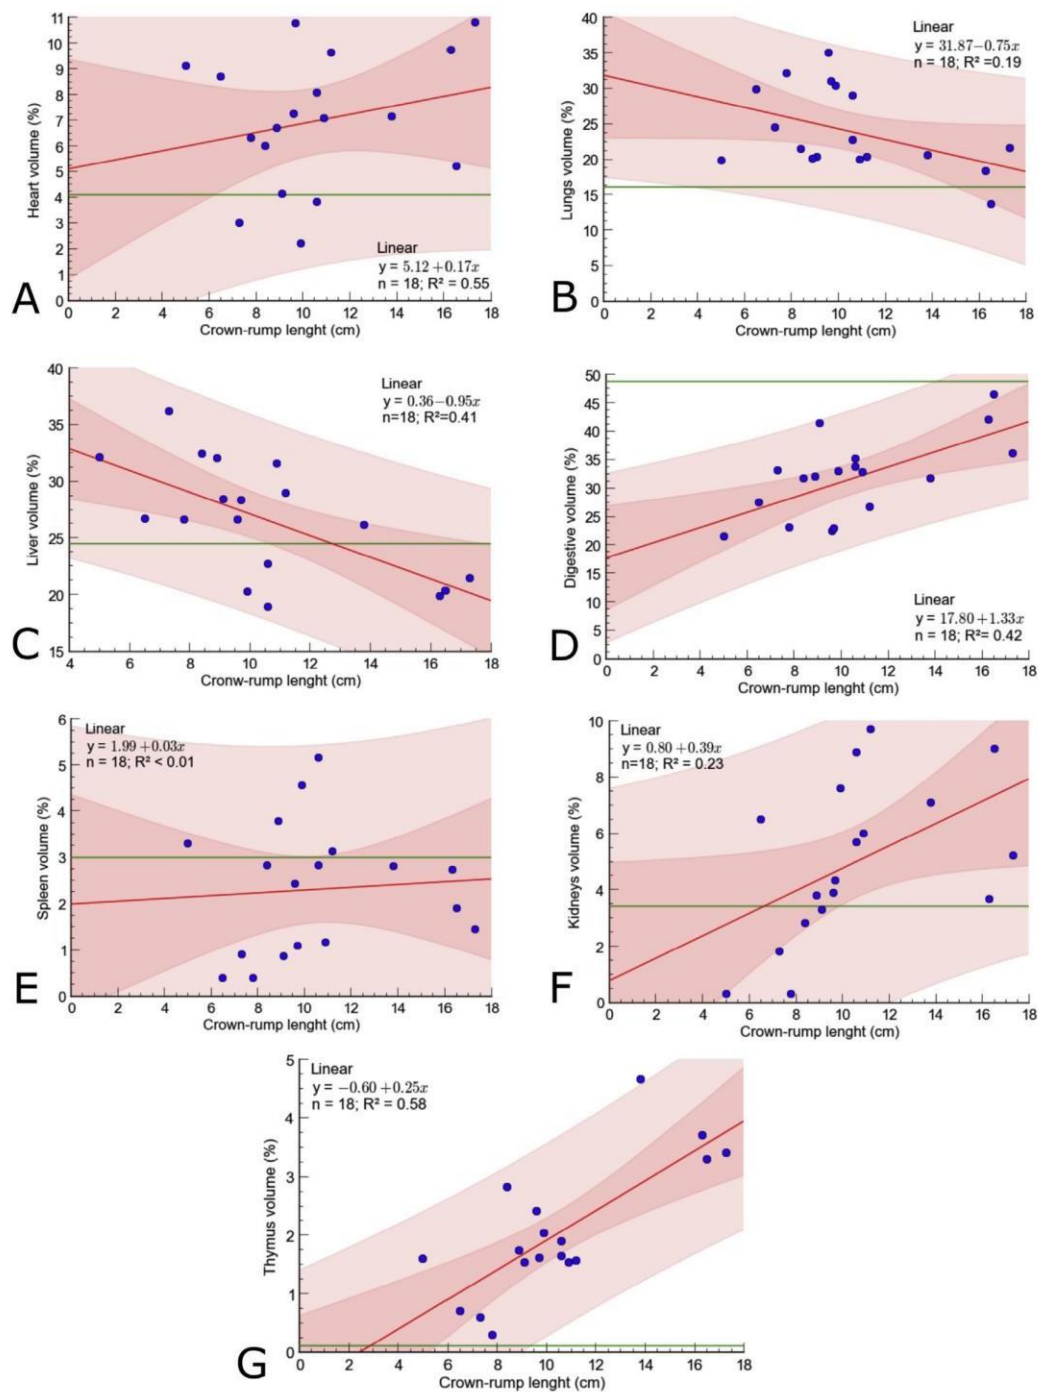 11
10
9
8
7
6
5
4
3
2
1
0
Heart volume (%)
Linear
y = 5.12 + 0.17x
n = 18; R² = 0.55
0 2 4 6 8 10 12 14 16 18
Crown-rump lenght (cm)
A
40
35
30
25
20
15
10
5
0
Lungs volume (%)
Linear
y = 31.87−0.75x
n = 18; R² =0.19
0 2 4 6 8 10 12 14 16 18
Crown-rump lenght (cm)
B
40
35
30
25
20
15
Liver volume (%)
Linear
y = 0.36−0.95x
n=18; R²=0.41
4 6 8 10 12 14 16 18
Cronw-rump lenght (cm)
C
50
45
40
35
30
25
20
15
10
5
0
Digestive volume (%)
Linear
y = 17.80+1.33x
n = 18; R²= 0.42
0 2 4 6 8 10 12 14 16 18
Crown-rump lenght (cm)
D
6
5
4
3
2
1
0
Spleen volume (%)
Linear
y = 1.99 +0.03x
n = 18; R² < 0.01
0 2 4 6 8 10 12 14 16 18
Crown-rump lenght (cm)
E
10
8
6
4
2
0
Kidneys volume (%)
Linear
y = 0.80 +0.39x
n=18; R² = 0.23
0 2 4 6 8 10 12 14 16 18
Crown-rump lenght (cm)
F
5
4
3
2
1
0
Thymus volume (%)
Linear
y = −0.60 +0.25x
n = 18; R² = 0.58
0 2 4 6 8 10 12 14 16 18
Crown-rump lenght (cm)
G